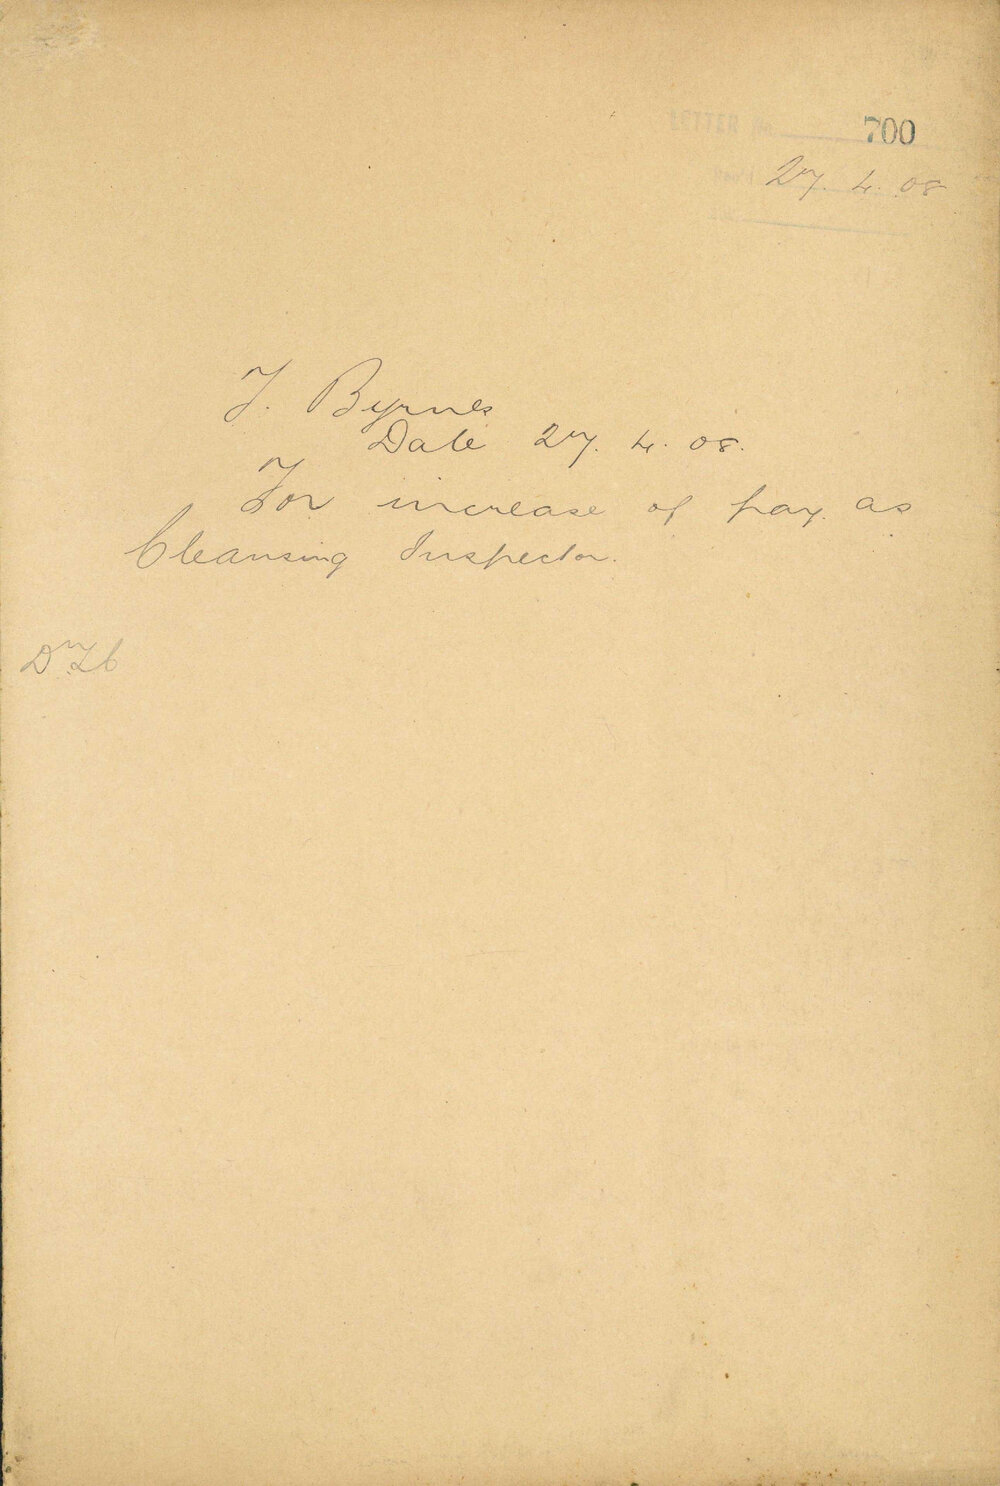 LETTER No. 700
27. 4. 08
J. Byrnes
Date 27. 4. 08.
For increase of pay as
Cleansing Inspector.